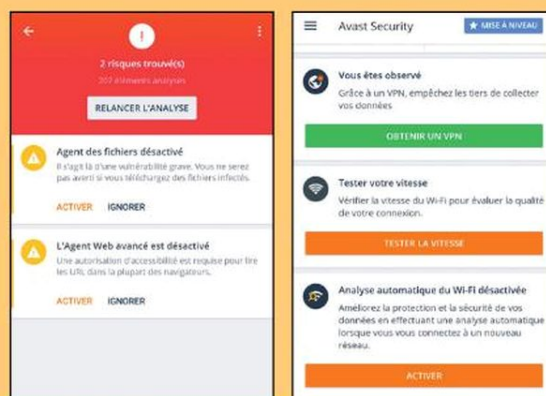 2 risques trouvé(s)
207 éléments analysés
RELANCER L'ANALYSE
Agent des fichiers désactivé
Il s'agit là d'une vulnérabilité grave. Vous ne serez
pas averti si vous téléchargez des fichiers infectés.
ACTIVER IGNORER
L'Agent Web avancé est désactivé
Une autorisation d'accessibilité est requise pour lire
les URL dans la plupart des navigateurs.
ACTIVER IGNORER
Avast Security
MISE À NIVEAU
Vous êtes observé
Grâce à un VPN, empêchez les tiers de collecter
vos données
OBTENIR UN VPN
Tester votre vitesse
Vérifier la vitesse du Wi-Fi pour évaluer la qualité
de votre connexion.
TESTER LA VITESSE
Analyse automatique du Wi-Fi désactivée
Améliorez la protection et la sécurité de vos
données en effectuant une analyse automatique
lorsque vous vous connectez à un nouveau
réseau.
ACTIVER